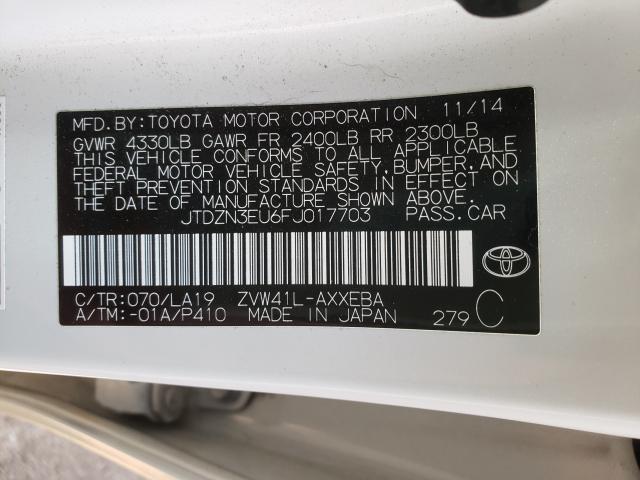 MFD.BY:TOYOTA MOTOR CORPORATION 11/14
GVWR 4330LB GAWR FR 2400LB RR 2300LB
THIS VEHICLE CONFORMS TO ALL APPLICABLE
FEDERAL MOTOR VEHICLE SAFETY,BUMPER,AND
THEFT PREVENTION STANDARDS IN EFFECT ON
THE DATE OF MANUFACTURE SHOWN ABOVE.
JTDZN3EU6FJ017703 PASS.CAR
C/TR:070/LA19 ZVW41L-AXXEBA
A/TM:-01A/P410 MADE IN JAPAN 279 C